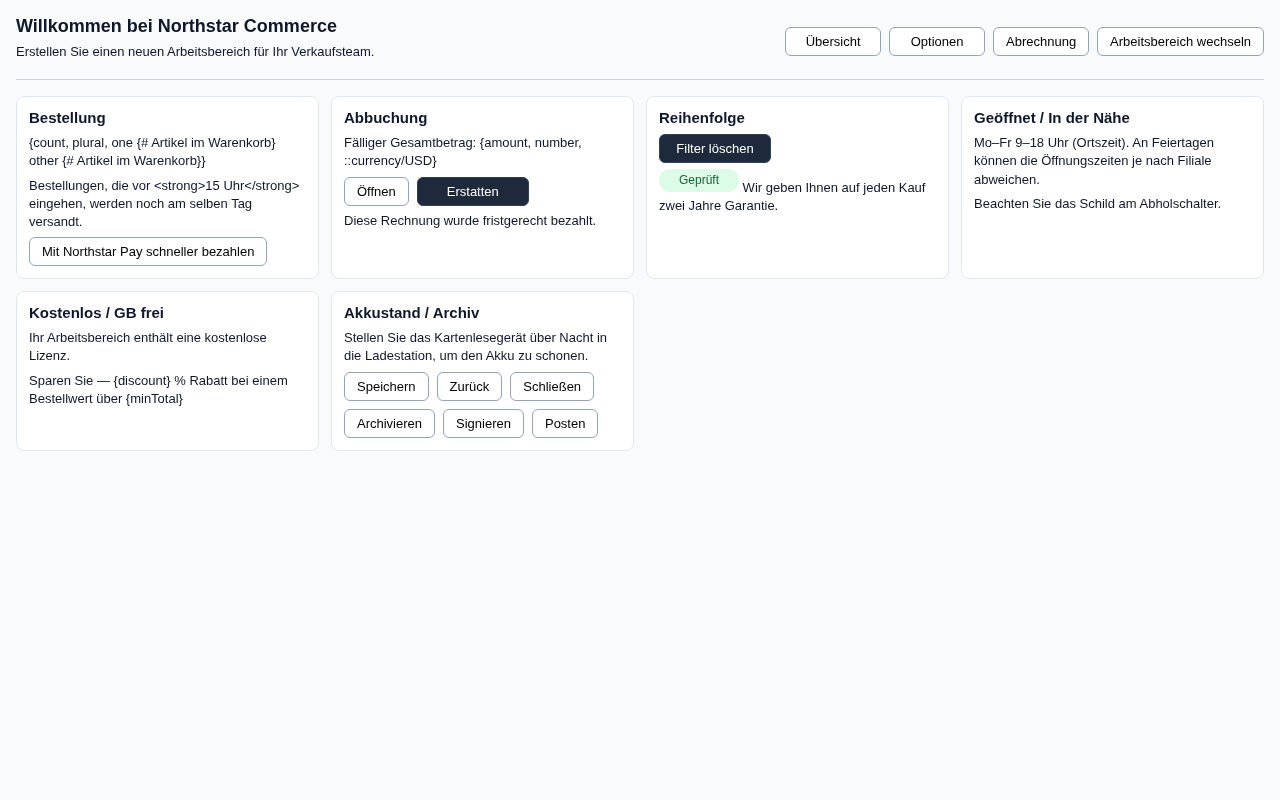 Willkommen bei Northstar Commerce
Erstellen Sie einen neuen Arbeitsbereich für Ihr Verkaufsteam.
Übersicht
Optionen
Abrechnung
Arbeitsbereich wechseln
Bestellung
{count, plural, one {# Artikel im Warenkorb}
other {# Artikel im Warenkorb}}
Bestellungen, die vor <strong>15 Uhr</strong>
eingehen, werden noch am selben Tag
versandt.
Mit Northstar Pay schneller bezahlen
Abbuchung
Fälliger Gesamtbetrag: {amount, number,
::currency/USD}
Öffnen
Erstatten
Diese Rechnung wurde fristgerecht bezahlt.
Reihenfolge
Filter löschen
Geprüft Wir geben Ihnen auf jeden Kauf
zwei Jahre Garantie.
Geöffnet / In der Nähe
Mo–Fr 9–18 Uhr (Ortszeit). An Feiertagen
können die Öffnungszeiten je nach Filiale
abweichen.
Beachten Sie das Schild am Abholschalter.
Kostenlos / GB frei
Ihr Arbeitsbereich enthält eine kostenlose
Lizenz.
Sparen Sie — {discount} % Rabatt bei einem
Bestellwert über {minTotal}
Akkustand / Archiv
Stellen Sie das Kartenlesegerät über Nacht in
die Ladestation, um den Akku zu schonen.
Speichern
Zurück
Schließen
Archivieren
Signieren
Posten